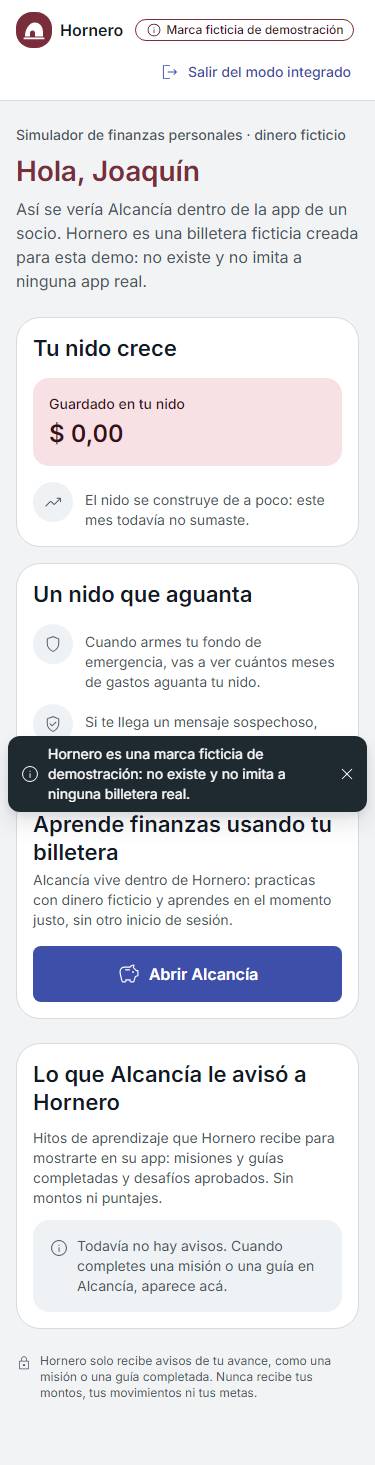 Hornero
Marca ficticia de demostración
Salir del modo integrado
Simulador de finanzas personales · dinero ficticio
Hola, Joaquín
Así se vería Alcancía dentro de la app de un
socio. Hornero es una billetera ficticia creada
para esta demo: no existe y no imita a
ninguna app real.
Tu nido crece
Guardado en tu nido
$ 0,00
El nido se construye de a poco: este
mes todavía no sumaste.
Un nido que aguanta
Cuando armes tu fondo de
emergencia, vas a ver cuántos meses
de gastos aguanta tu nido.
Si te llega un mensaje sospechoso,
Hornero es una marca ficticia de
demostración: no existe y no imita a
ninguna billetera real.
Aprende finanzas usando tu
billetera
Alcancía vive dentro de Hornero: practicas
con dinero ficticio y aprendes en el momento
justo, sin otro inicio de sesión.
Abrir Alcancía
Lo que Alcancía le avisó a
Hornero
Hitos de aprendizaje que Hornero recibe para
mostrarte en su app: misiones y guías
completadas y desafíos aprobados. Sin
montos ni puntajes.
Todavía no hay avisos. Cuando
completes una misión o una guía en
Alcancía, aparece acá.
Hornero solo recibe avisos de tu avance, como una
misión o una guía completada. Nunca recibe tus
montos, tus movimientos ni tus metas.